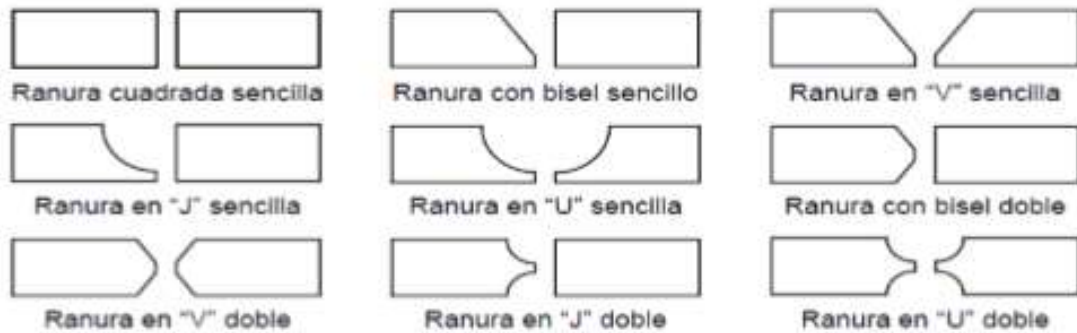 Ranura cuadrada sencilla
Ranura con bisel sencillo
Ranura en "V" sencilla
Ranura en "J" sencilla
Ranura en "U" sencilla
Ranura con bisel doble
Ranura en "V" doble
Ranura en "J" doble
Ranura en "U" doble